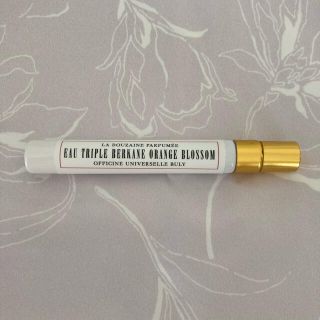 LA DOUZAINE PARFUMÉE
EAU TRIPLE BERKANE ORANGE BLOSSOM
OFFICINE UNIVERSELLE BULY